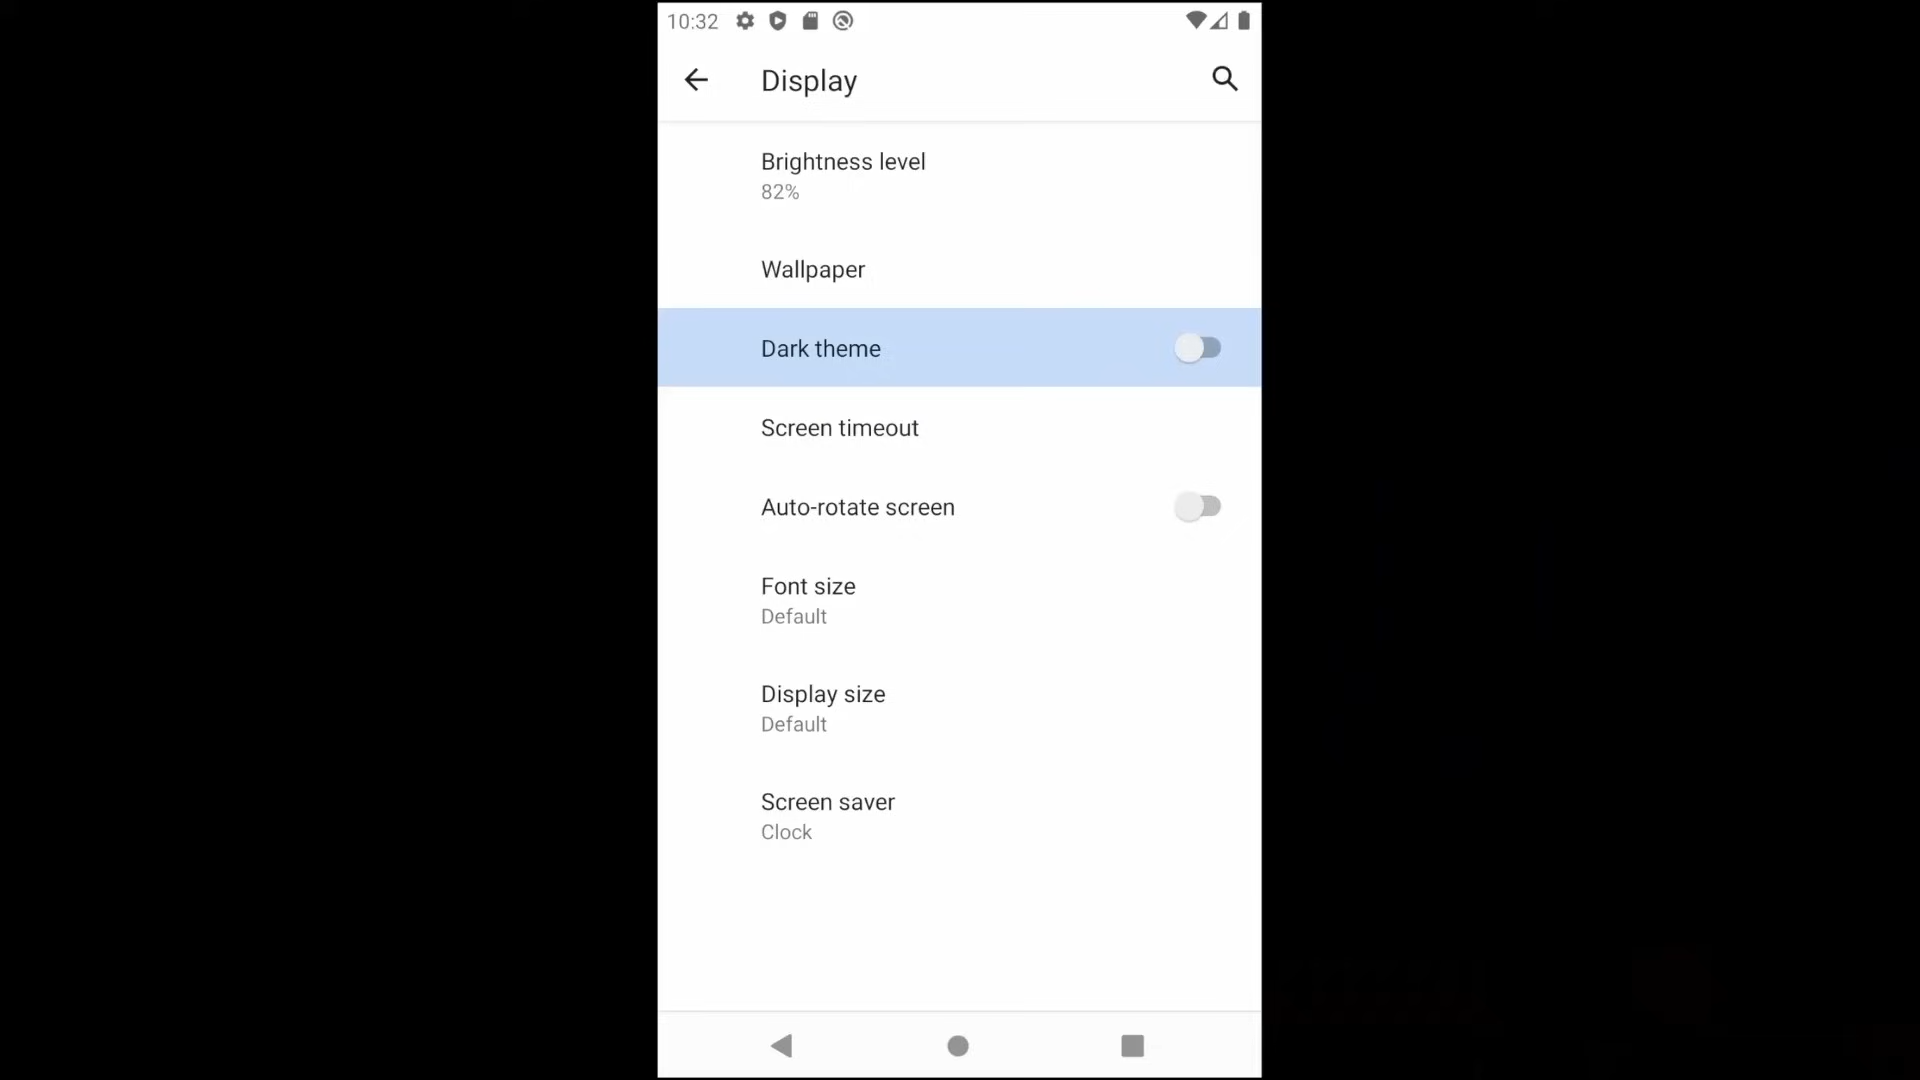 10:32
Display
Brightness level
82%
Wallpaper
Dark theme
Screen timeout
Auto-rotate screen
Font size
Default
Display size
Default
Screen saver
Clock